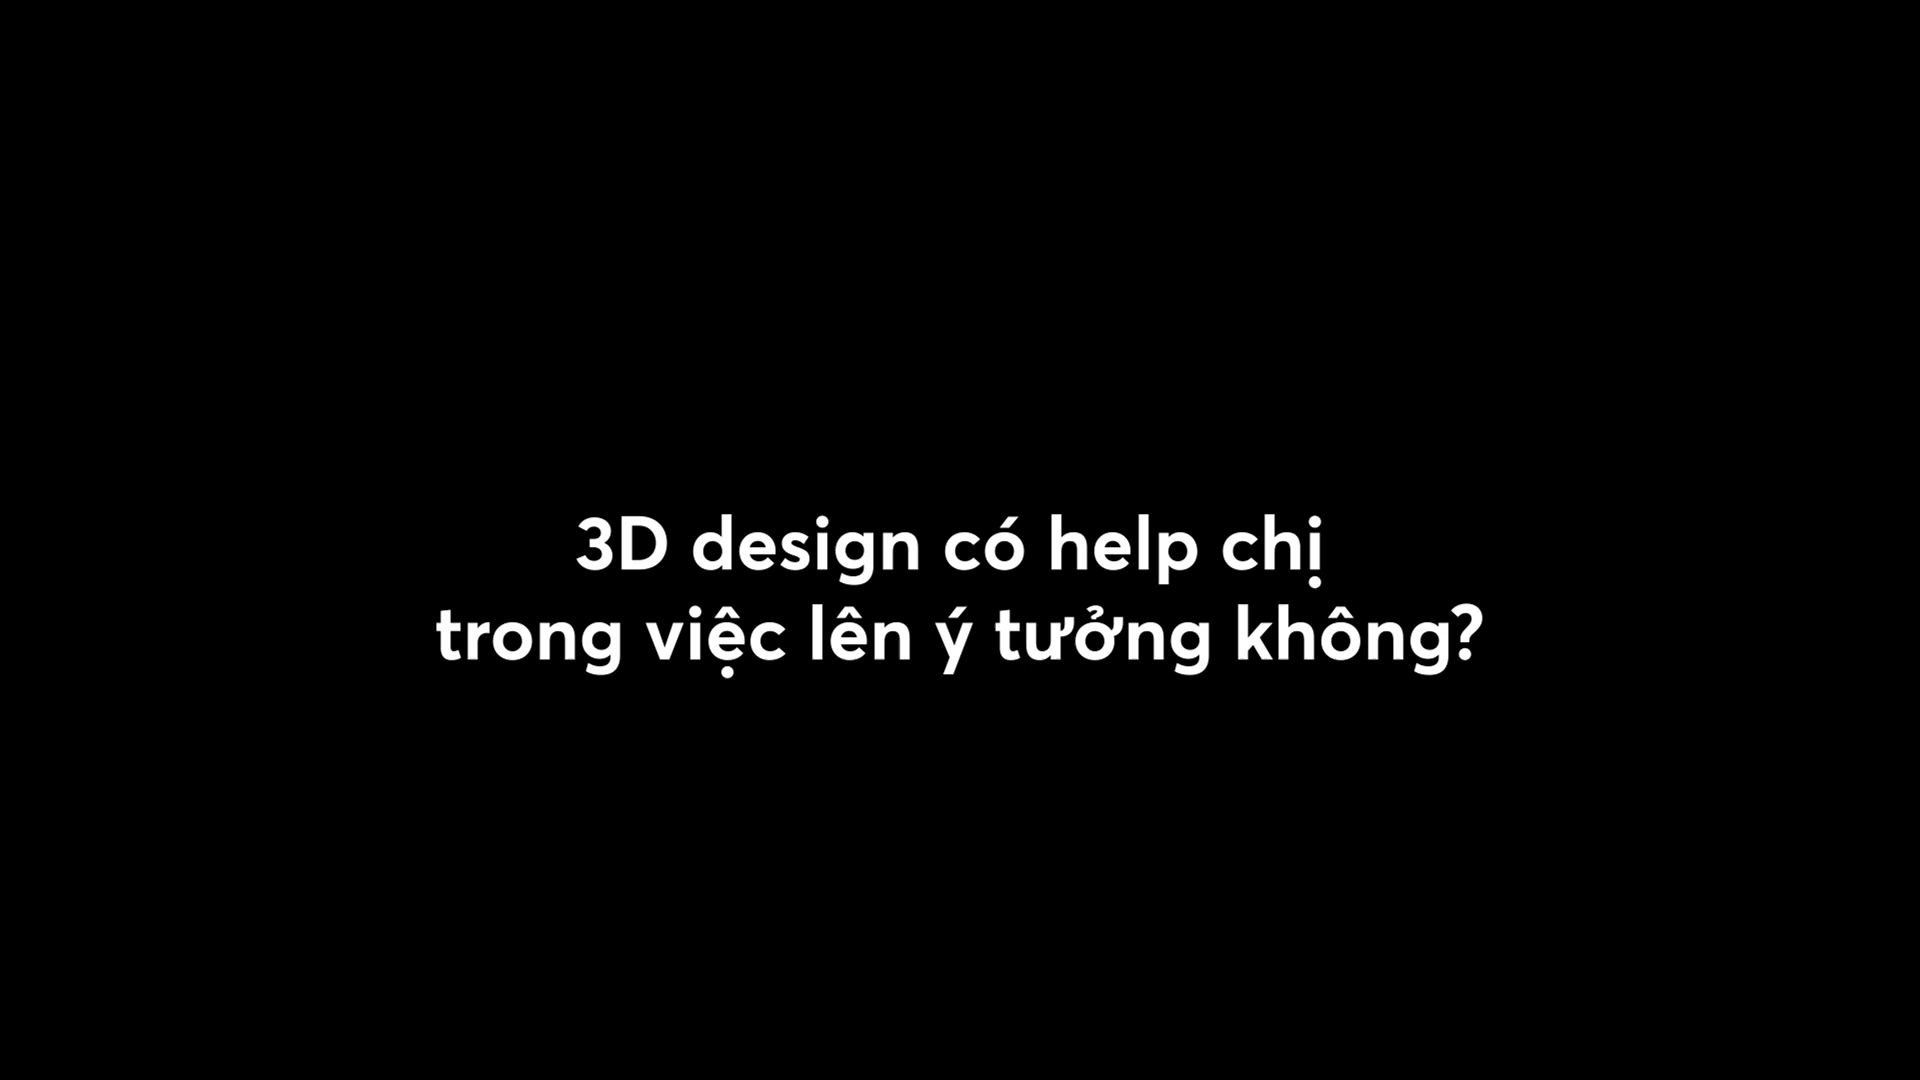 3D design có help chị
trong việc lên ý tưởng không?